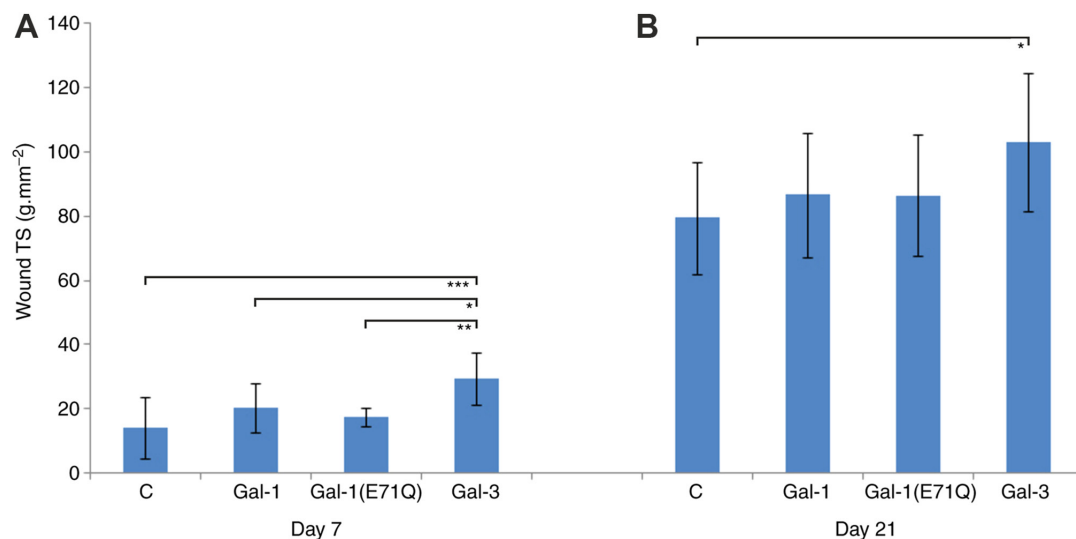 A
B
Wound TS (g.mm−2)
140
120
100
80
60
40
20
0
***
*
**
*
C Gal-1 Gal-1(E71Q) Gal-3
Day 7
C Gal-1 Gal-1(E71Q) Gal-3
Day 21